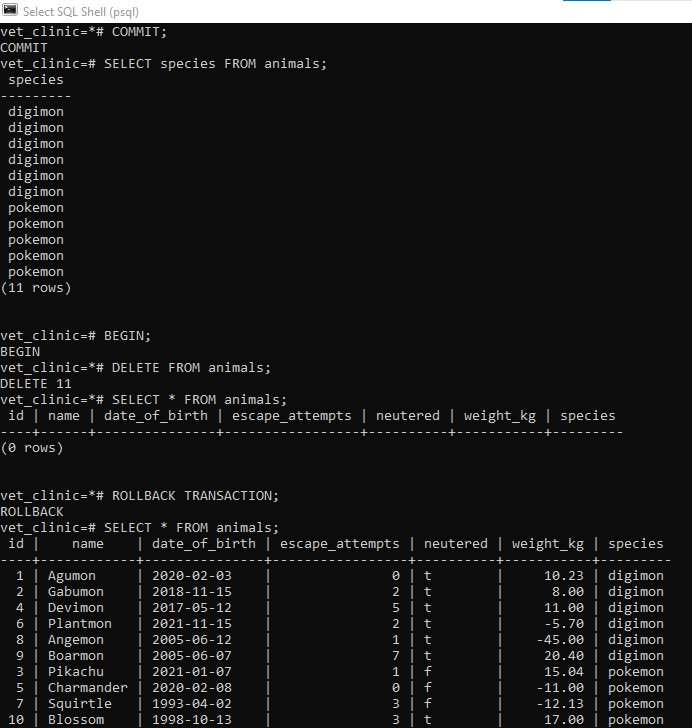 Select SQL Shell (psql)
vet_clinic=*# COMMIT;
COMMIT
vet_clinic=# SELECT species FROM animals;
 species
---------
 digimon
 digimon
 digimon
 digimon
 digimon
 digimon
 pokemon
 pokemon
 pokemon
 pokemon
 pokemon
(11 rows)
vet_clinic=# BEGIN;
BEGIN
vet_clinic=*# DELETE FROM animals;
DELETE 11
vet_clinic=*# SELECT * FROM animals;
 id | name | date_of_birth | escape_attempts | neutered | weight_kg | species
----+------+---------------+-----------------+----------+-----------+---------
(0 rows)
vet_clinic=*# ROLLBACK TRANSACTION;
ROLLBACK
vet_clinic=# SELECT * FROM animals;
 id |    name    | date_of_birth | escape_attempts | neutered | weight_kg | species
----+------------+---------------+-----------------+----------+-----------+---------
  1 | Agumon     | 2020-02-03    |               0 | t        |     10.23 | digimon
  2 | Gabumon    | 2018-11-15    |               2 | t        |      8.00 | digimon
  4 | Devimon    | 2017-05-12    |               5 | t        |     11.00 | digimon
  6 | Plantmon   | 2021-11-15    |               2 | t        |     -5.70 | digimon
  8 | Angemon    | 2005-06-12    |               1 | t        |    -45.00 | digimon
  9 | Boarmon    | 2005-06-07    |               7 | t        |     20.40 | digimon
  3 | Pikachu    | 2021-01-07    |               1 | f        |     15.04 | pokemon
  5 | Charmander | 2020-02-08    |               0 | f        |    -11.00 | pokemon
  7 | Squirtle   | 1993-04-02    |               3 | f        |    -12.13 | pokemon
 10 | Blossom    | 1998-10-13    |               3 | t        |     17.00 | pokemon